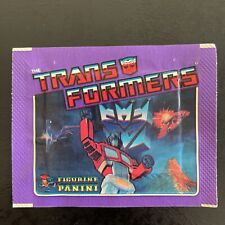 THE
TRANS
FORMERS
FIGURINE
PANINI